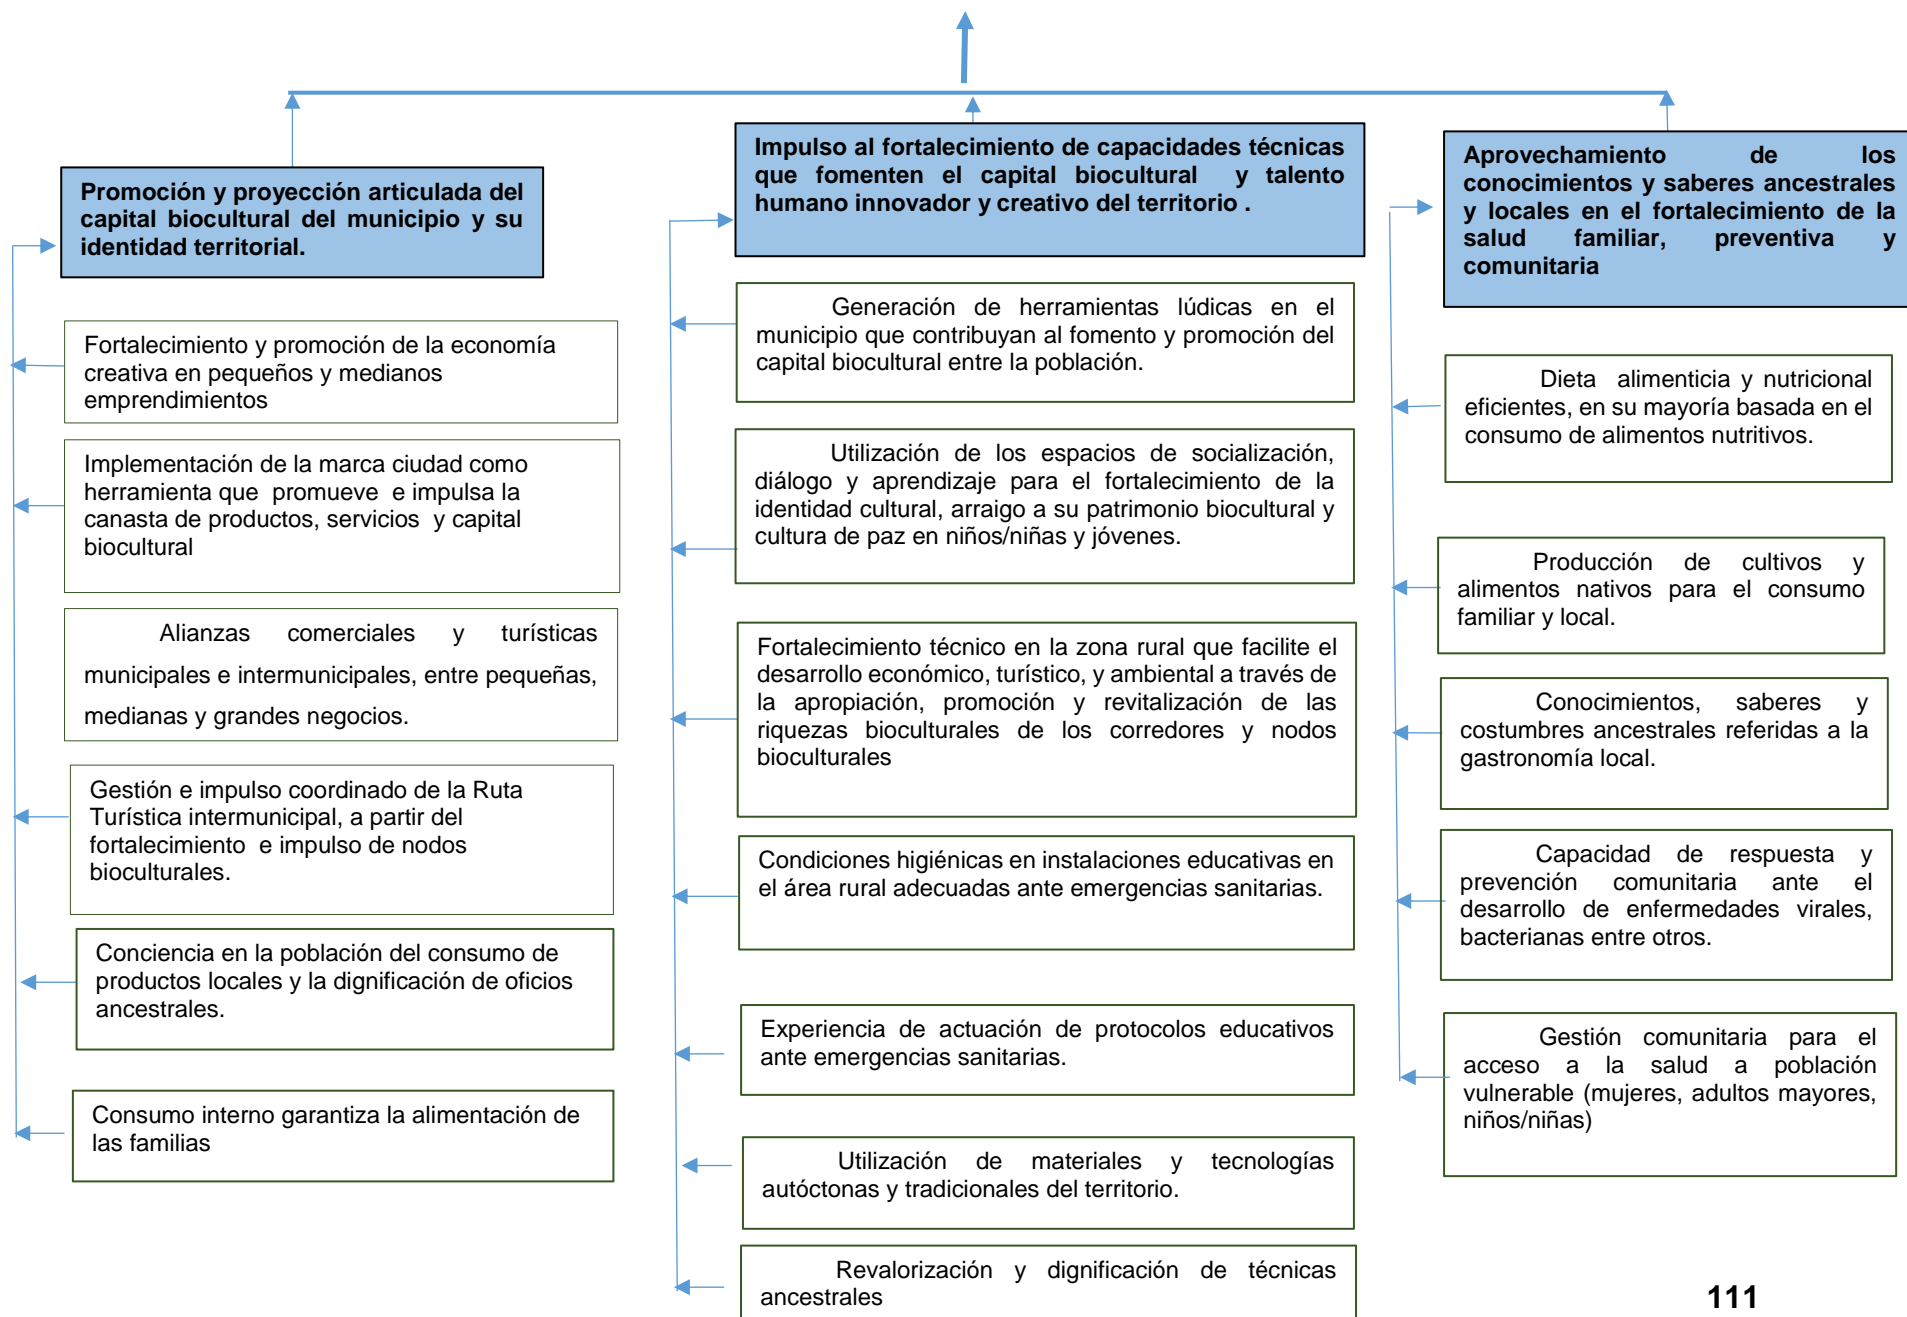 Promoción y proyección articulada del
capital biocultural del municipio y su
identidad territorial.
Fortalecimiento y promoción de la economía
creativa en pequeños y medianos
emprendimientos
Implementación de la marca ciudad como
herramienta que promueve e impulsa la
canasta de productos, servicios y capital
biocultural
Alianzas comerciales y turísticas
municipales e intermunicipales, entre pequeñas,
medianas y grandes negocios.
Gestión e impulso coordinado de la Ruta
Turística intermunicipal, a partir del
fortalecimiento e impulso de nodos
bioculturales.
Conciencia en la población del consumo de
productos locales y la dignificación de oficios
ancestrales.
Consumo interno garantiza la alimentación de
las familias
Impulso al fortalecimiento de capacidades técnicas
que fomenten el capital biocultural y talento
humano innovador y creativo del territorio .
Generación de herramientas lúdicas en el
municipio que contribuyan al fomento y promoción del
capital biocultural entre la población.
Utilización de los espacios de socialización,
diálogo y aprendizaje para el fortalecimiento de la
identidad cultural, arraigo a su patrimonio biocultural y
cultura de paz en niños/niñas y jóvenes.
Fortalecimiento técnico en la zona rural que facilite el
desarrollo económico, turístico, y ambiental a través de
la apropiación, promoción y revitalización de las
riquezas bioculturales de los corredores y nodos
bioculturales
Condiciones higiénicas en instalaciones educativas en
el área rural adecuadas ante emergencias sanitarias.
Experiencia de actuación de protocolos educativos
ante emergencias sanitarias.
Utilización de materiales y tecnologías
autóctonas y tradicionales del territorio.
Revalorización y dignificación de técnicas
ancestrales
Aprovechamiento de los
conocimientos y saberes ancestrales
y locales en el fortalecimiento de la
salud familiar, preventiva y
comunitaria
Dieta alimenticia y nutricional
eficientes, en su mayoría basada en el
consumo de alimentos nutritivos.
Producción de cultivos y
alimentos nativos para el consumo
familiar y local.
Conocimientos, saberes y
costumbres ancestrales referidas a la
gastronomía local.
Capacidad de respuesta y
prevención comunitaria ante el
desarrollo de enfermedades virales,
bacterianas entre otros.
Gestión comunitaria para el
acceso a la salud a población
vulnerable (mujeres, adultos mayores,
niños/niñas)
111